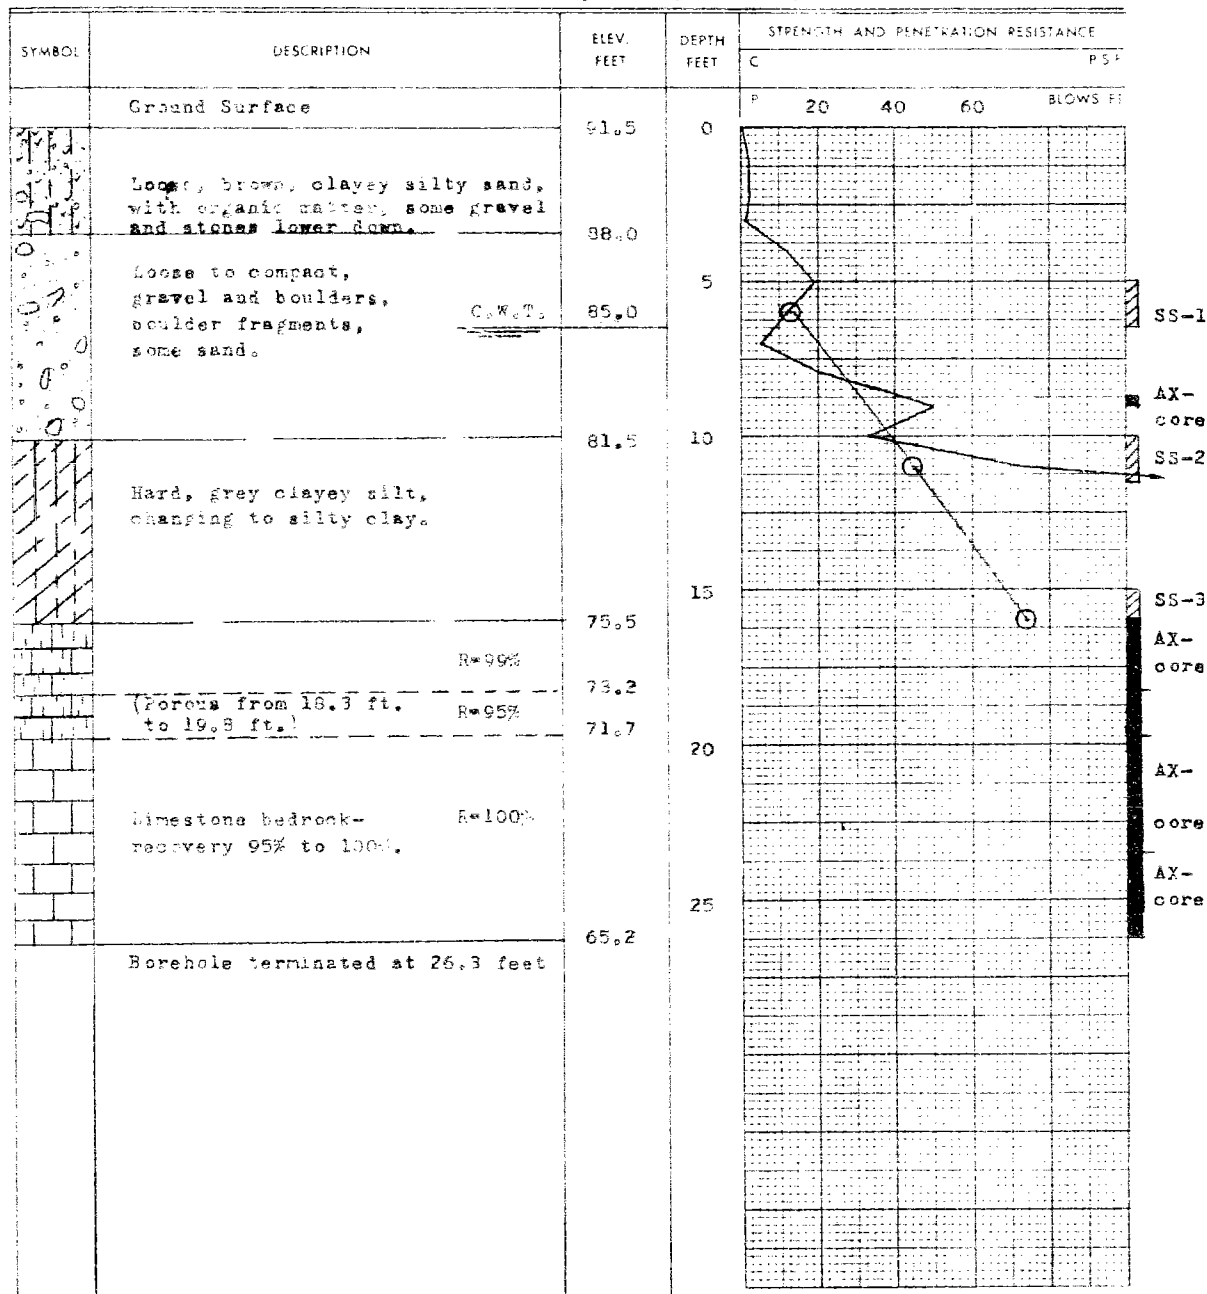 SYMBOL DESCRIPTION ELEV. FEET DEPTH FEET STRENGTH AND PENETRATION RESISTANCE
C P S F
P 20 40 60 BLOWS FT
Ground Surface
91.5 0
Loose, brown, clayey silty sand,
with organic matter, some gravel
and stones lower down.
88.0
Loose to compact,
gravel and boulders,
boulder fragments,
some sand.
G.W.T. 85.0
5
SS-1
AX-
core
81.5 10
SS-2
Hard, grey clayey silt,
changing to silty clay.
15
SS-3
75.5
AX-
core
R=99%
73.2
(Porous from 18.3 ft.
to 19.8 ft.)
R=95%
71.7
20
AX-
core
Limestone bedrock-
recovery 95% to 100%.
R=100%
AX-
core
25
65.2
Borehole terminated at 26.3 feet